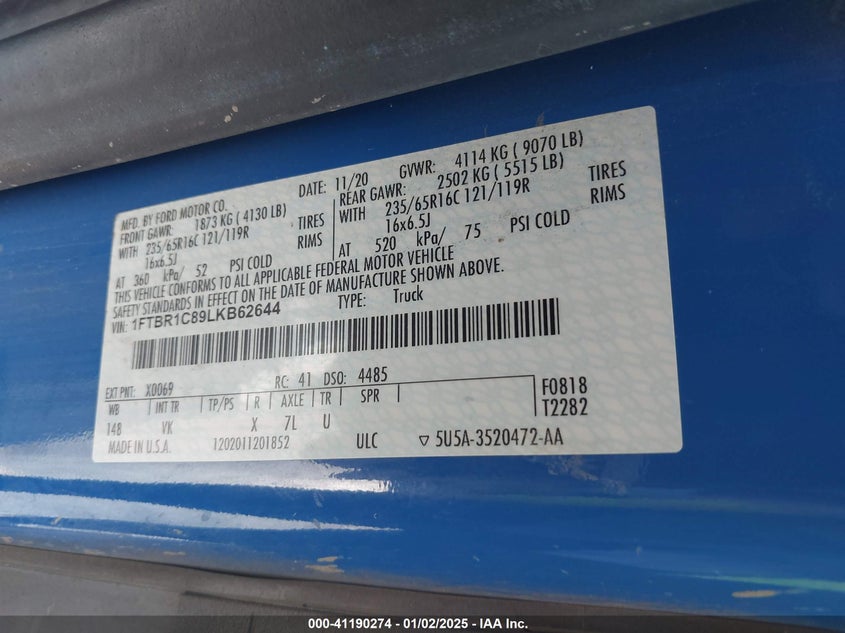 MFD. BY FORD MOTOR CO. DATE: 11/20 GVWR: 4114 KG ( 9070 LB)
FRONT GAWR: 1873 KG ( 4130 LB) REAR GAWR: 2502 KG ( 5515 LB)
WITH 235/65R16C 121/119R TIRES WITH 235/65R16C 121/119R TIRES
16x6.5J RIMS 16x6.5J RIMS
AT 360 kPa/ 52 PSI COLD AT 520 kPa/ 75 PSI COLD
THIS VEHICLE CONFORMS TO ALL APPLICABLE FEDERAL MOTOR VEHICLE
SAFETY STANDARDS IN EFFECT ON THE DATE OF MANUFACTURE SHOWN ABOVE.
VIN: 1FTBR1C89LKB62644 TYPE: Truck
EXT PNT: XD069 RC: 41 DSO: 4485
WB INT TR TP/PS R AXLE TR SPR F0818
148 VK X 7L U T2282
MADE IN U.S.A. 1202011201852 ULC ▽ 5U5A-3520472-AA
000-41190274 - 01/02/2025 - IAA Inc.